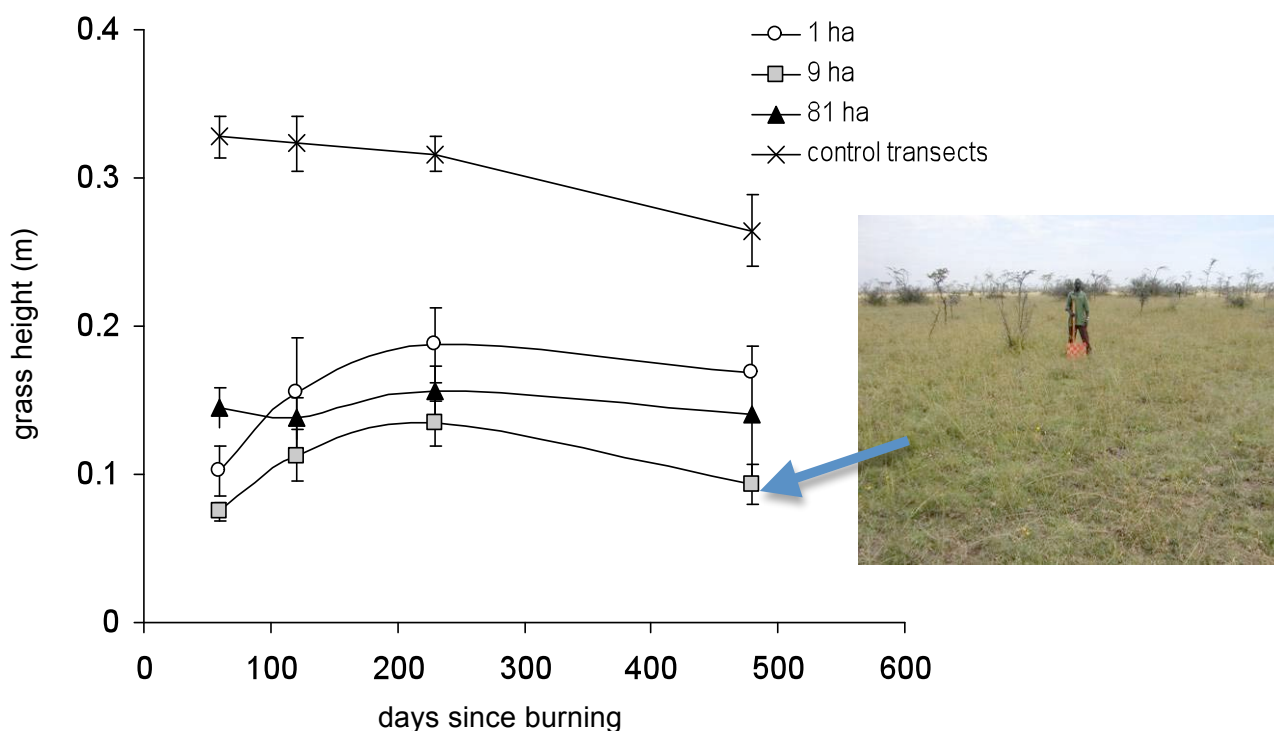 0.4
0.3
0.2
0.1
0
grass height (m)
0 100 200 300 400 500 600
days since burning
1 ha
9 ha
81 ha
control transects